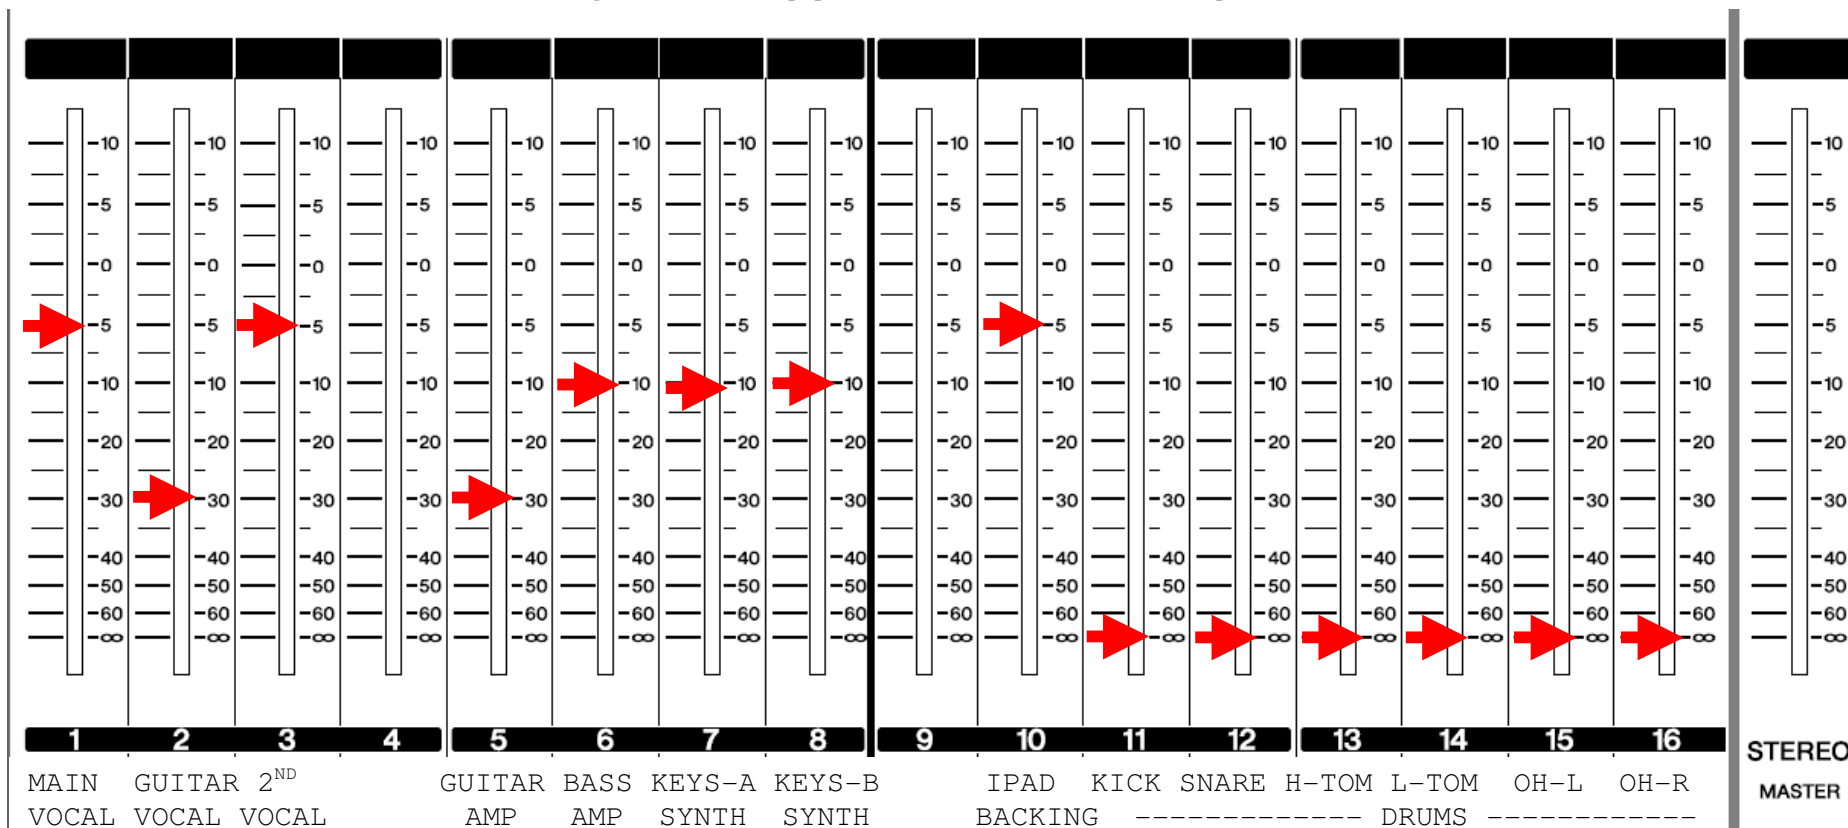 -10 -10 -10 -10 -10 -10 -10 -10 -10 -10 -10 -10 -10 -10 -10 -10 -10
-5 -5 -5 -5 -5 -5 -5 -5 -5 -5 -5 -5 -5 -5 -5 -5 -5
-0 -0 -0 -0 -0 -0 -0 -0 -0 -0 -0 -0 -0 -0 -0 -0 -0
-5 -5 -5 -5 -5 -5 -5 -5 -5 -5 -5 -5 -5 -5 -5 -5 -5
-10 -10 -10 -10 -10 -10 -10 -10 -10 -10 -10 -10 -10 -10 -10 -10 -10
-20 -20 -20 -20 -20 -20 -20 -20 -20 -20 -20 -20 -20 -20 -20 -20 -20
-30 -30 -30 -30 -30 -30 -30 -30 -30 -30 -30 -30 -30 -30 -30 -30 -30
-40 -40 -40 -40 -40 -40 -40 -40 -40 -40 -40 -40 -40 -40 -40 -40 -40
-50 -50 -50 -50 -50 -50 -50 -50 -50 -50 -50 -50 -50 -50 -50 -50 -50
-60 -60 -60 -60 -60 -60 -60 -60 -60 -60 -60 -60 -60 -60 -60 -60 -60
-∞ -∞ -∞ -∞ -∞ -∞ -∞ -∞ -∞ -∞ -∞ -∞ -∞ -∞ -∞ -∞ -∞
1 2 3 4 5 6 7 8 9 10 11 12 13 14 15 16 STEREO
MAIN GUITAR 2ND GUITAR BASS KEYS-A KEYS-B IPAD KICK SNARE H-TOM L-TOM OH-L OH-R MASTER
VOCAL VOCAL VOCAL AMP AMP SYNTH SYNTH BACKING ------------- DRUMS ------------